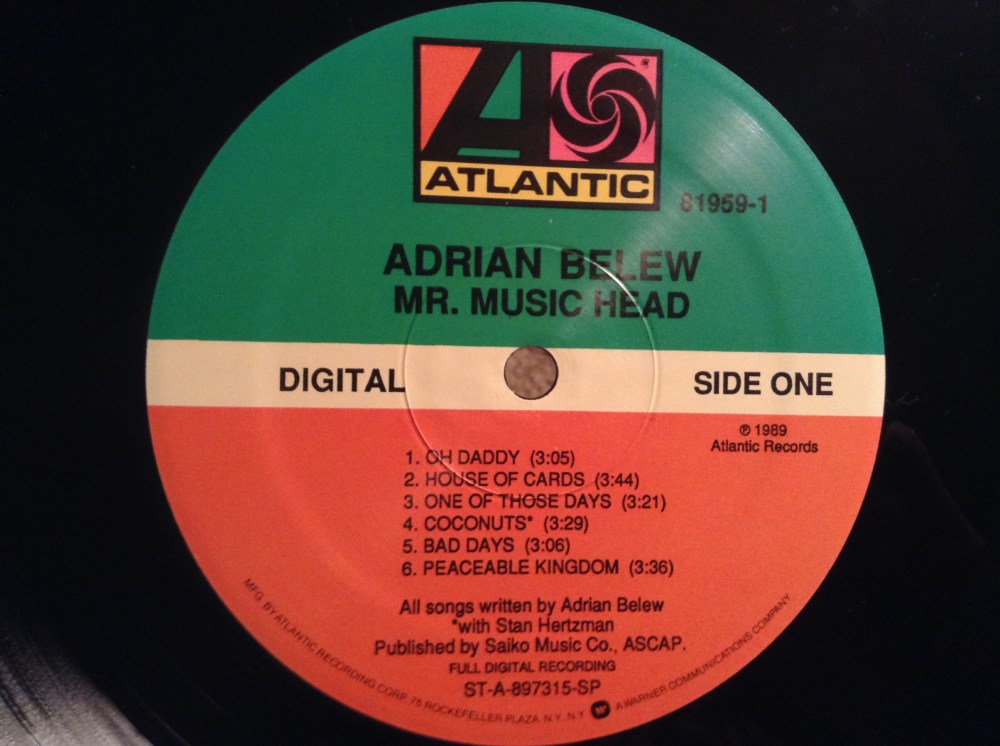 ATLANTIC
81959-1
ADRIAN BELEW
MR. MUSIC HEAD
DIGITAL
SIDE ONE
℗ 1989
Atlantic Records
1. OH DADDY (3:05)
2. HOUSE OF CARDS (3:44)
3. ONE OF THOSE DAYS (3:21)
4. COCONUTS* (3:29)
5. BAD DAYS (3:06)
6. PEACEABLE KINGDOM (3:36)
All songs written by Adrian Belew
*with Stan Hertzman
Published by Saiko Music Co., ASCAP.
FULL DIGITAL RECORDING
ST-A-897315-SP
MFG. BY ATLANTIC RECORDING CORP. 75 ROCKEFELLER PLAZA, N.Y., N.Y. A WARNER COMMUNICATIONS COMPANY